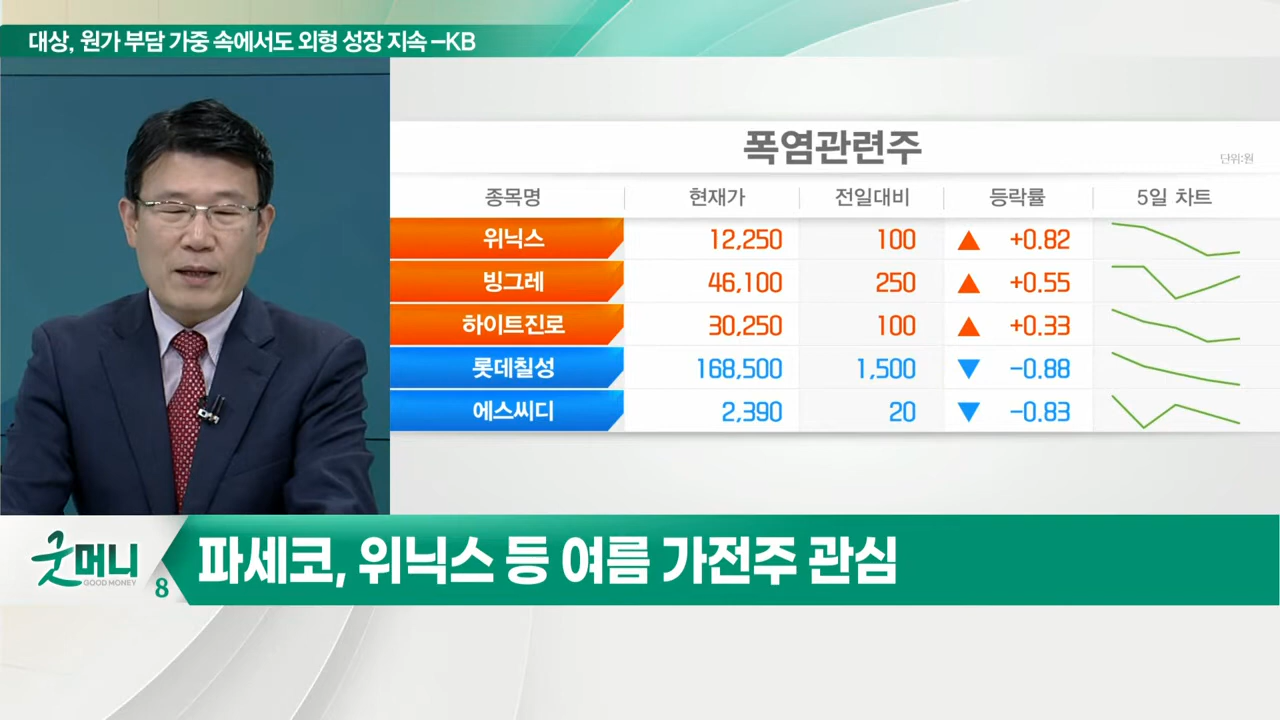 대상, 원가 부담 가중 속에서도 외형 성장 지속 -KB
폭염관련주
단위:원
종목명 현재가 전일대비 등락률 5일 차트
위닉스 12,250 100 ▲ +0.82
빙그레 46,100 250 ▲ +0.55
하이트진로 30,250 100 ▲ +0.33
롯데칠성 168,500 1,500 ▼ -0.88
에스씨디 2,390 20 ▼ -0.83
굿머니
GOOD MONEY
8
파세코, 위닉스 등 여름 가전주 관심